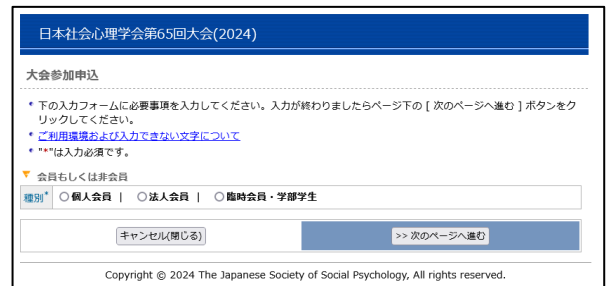 日本社会心理学会第65回大会(2024)
大会参加申込
下の入力フォームに必要事項を入力してください。入力が終わりましたらページ下の [ 次のページへ進む ] ボタンをク
リックしてください。
ご利用環境および入力できない文字について
"*"は入力必須です。
会員もしくは非会員
種別* 個人会員 | 法人会員 | 臨時会員・学部学生
キャンセル(閉じる) >> 次のページへ進む
Copyright © 2024 The Japanese Society of Social Psychology, All rights reserved.